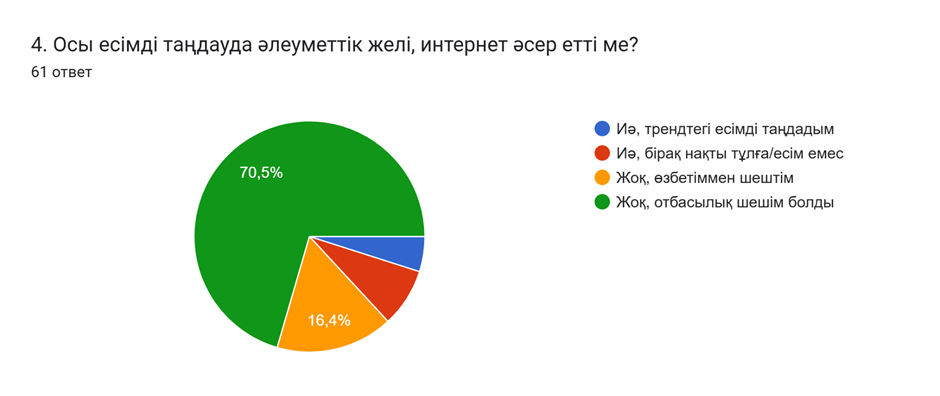 4. Осы есімді таңдауда әлеуметтік желі, интернет әсер етті ме?
61 ответ
Иә, трендтегі есімді таңдадым
Иә, бірақ нақты тұлға/есім емес
Жоқ, өзбетіммен шештім
Жоқ, отбасылық шешім болды
70,5%
16,4%